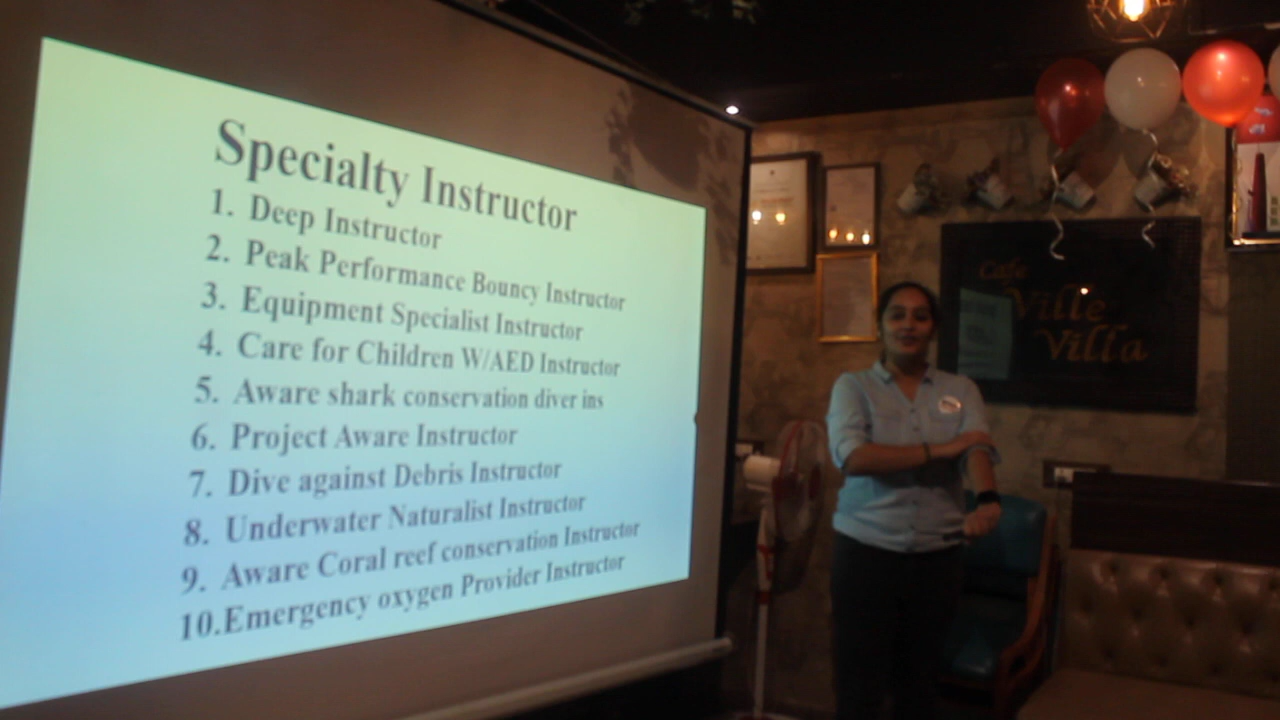 Specialty Instructor
1. Deep Instructor
2. Peak Performance Bouncy Instructor
3. Equipment Specialist Instructor
4. Care for Children W/AED Instructor
5. Aware shark conservation diver ins
6. Project Aware Instructor
7. Dive against Debris Instructor
8. Underwater Naturalist Instructor
9. Aware Coral reef conservation Instructor
10.Emergency oxygen Provider Instructor
Cafe
Ville
Villa